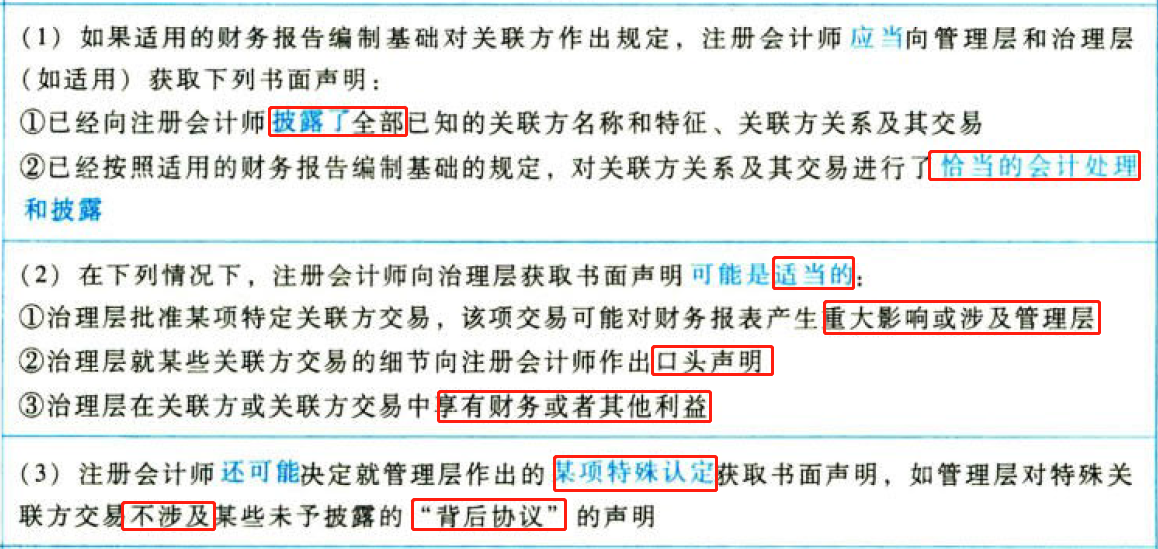 (1) 如果适用的财务报告编制基础对关联方作出规定，注册会计师应当向管理层和治理层
（如适用）获取下列书面声明：
①已经向注册会计师披露了全部已知的关联方名称和特征、关联方关系及其交易
②已经按照适用的财务报告编制基础的规定，对关联方关系及其交易进行了恰当的会计处理
和披露
(2) 在下列情况下，注册会计师向治理层获取书面声明可能是适当的：
①治理层批准某项特定关联方交易，该项交易可能对财务报表产生重大影响或涉及管理层
②治理层就某些关联方交易的细节向注册会计师作出口头声明
③治理层在关联方或关联方交易中享有财务或者其他利益
(3) 注册会计师还可能决定就管理层作出的某项特殊认定获取书面声明，如管理层对特殊关
联方交易不涉及某些未予披露的“背后协议”的声明